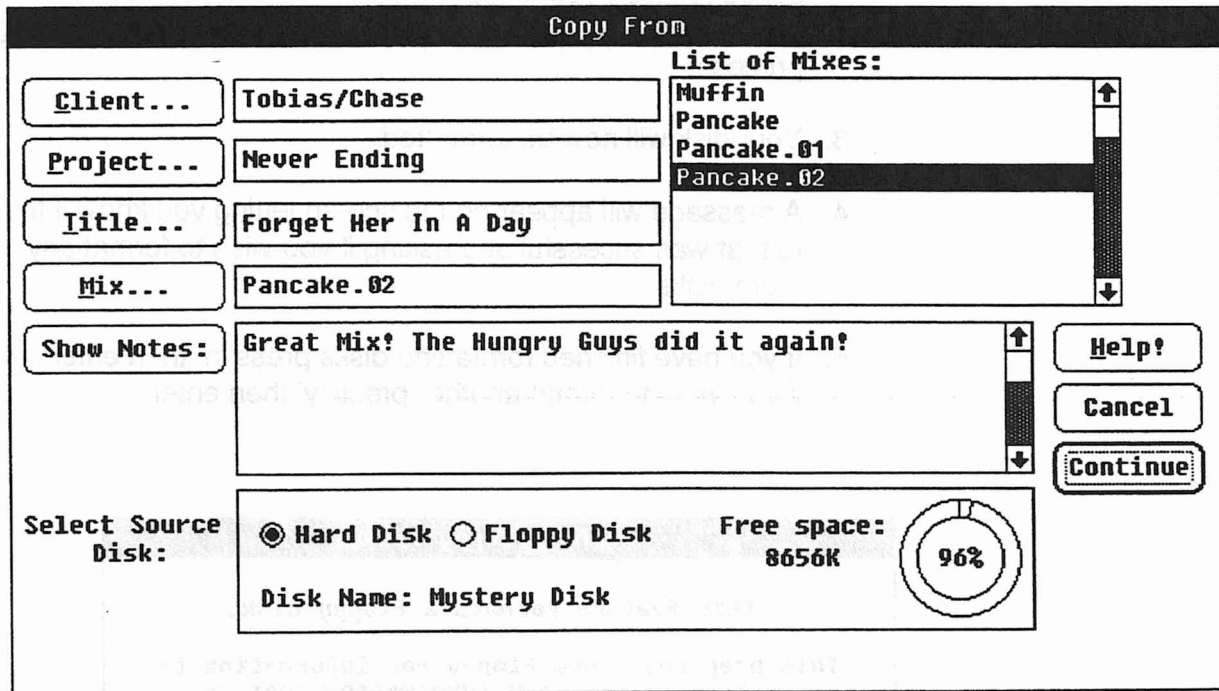 Copy From
Client...
Tobias/Chase
Project...
Never Ending
Title...
Forget Her In A Day
Mix...
Pancake.02
List of Mixes:
Muffin
Pancake
Pancake.01
Pancake.02
Show Notes:
Great Mix! The Hungry Guys did it again!
Help!
Cancel
Continue
Select Source
Disk:
Hard Disk
Floppy Disk
Disk Name: Mystery Disk
Free space:
8656K
96%